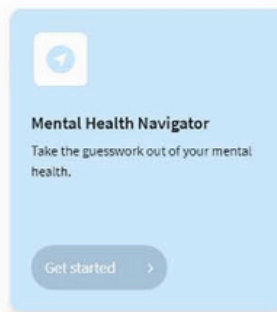 Mental Health Navigator
Take the guesswork out of your mental
health.
Get started